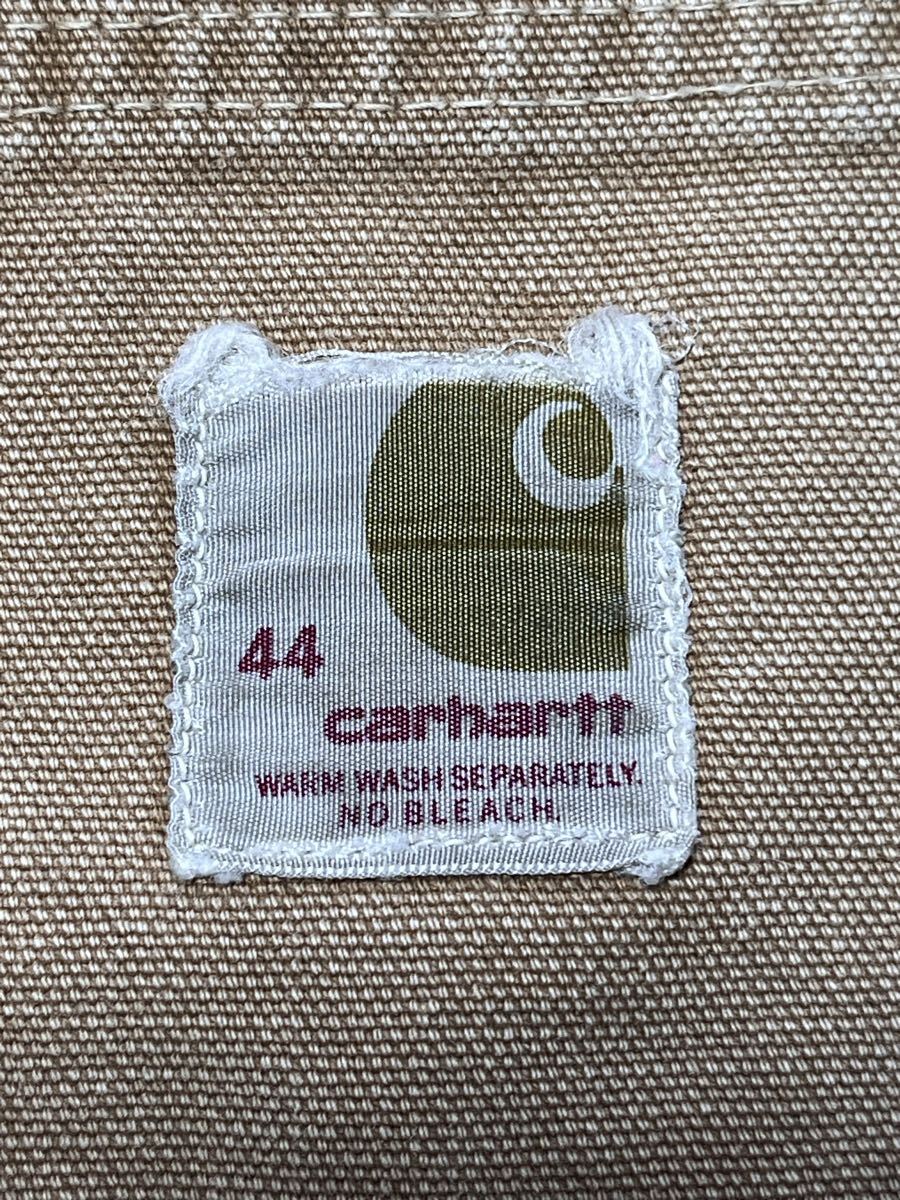 44
carhartt
WARM WASH SEPARATELY.
NO BLEACH.